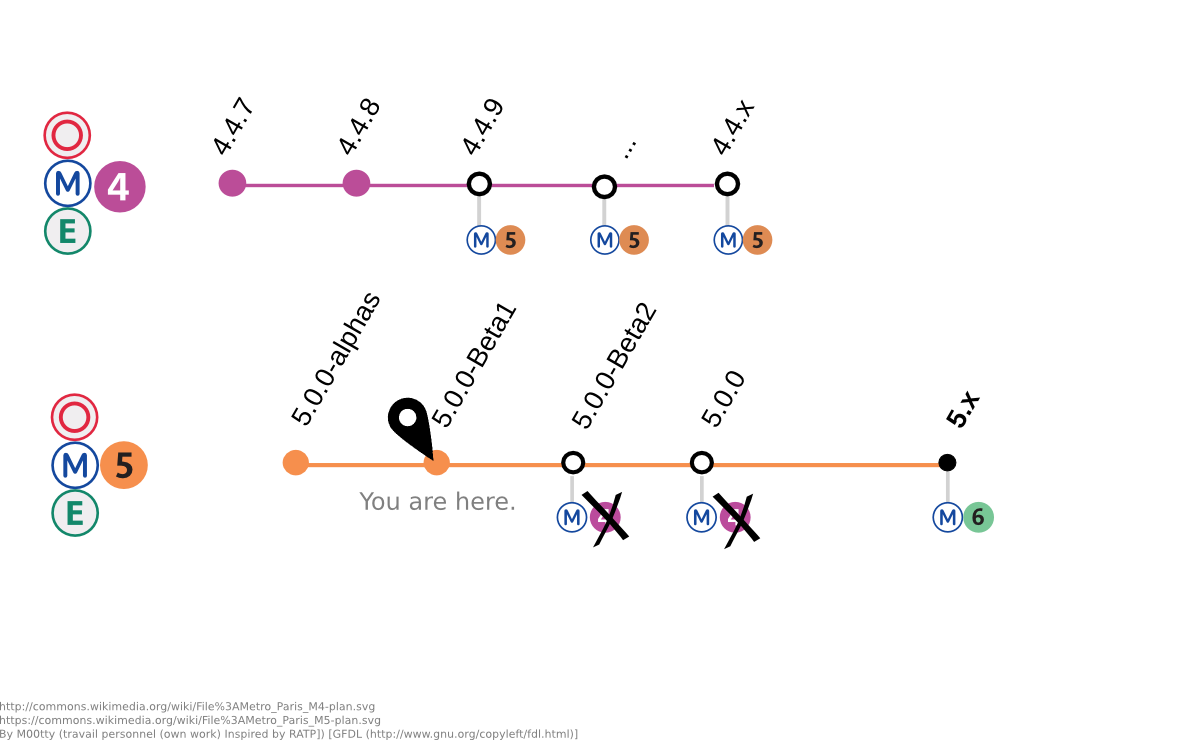 4.4.7
4.4.8
4.4.9
...
4.4.x
M 4
E
M 5
M 5
M 5
5.0.0-alphas
5.0.0-Beta1
5.0.0-Beta2
5.0.0
5.x
M 5
E
You are here.
M
M
M 6
http://commons.wikimedia.org/wiki/File%3AMetro_Paris_M4-plan.svg
https://commons.wikimedia.org/wiki/File%3AMetro_Paris_M5-plan.svg
By M00tty (travail personnel (own work) Inspired by RATP]) [GFDL (http://www.gnu.org/copyleft/fdl.html)]